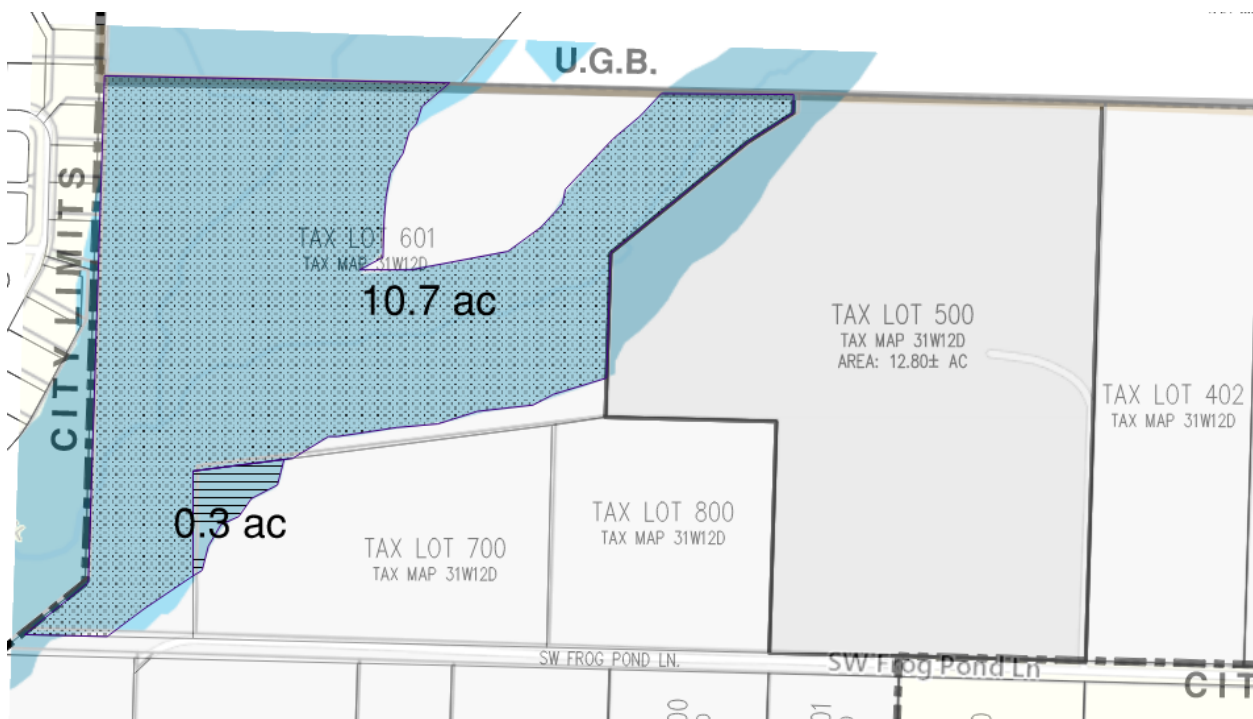 U.G.B.
CITY LIMITS
TAX LOT 601
TAX MAP 31W12D
10.7 ac
TAX LOT 500
TAX MAP 31W12D
AREA: 12.80± AC
TAX LOT 402
TAX MAP 31W12D
0.3 ac
TAX LOT 800
TAX MAP 31W12D
TAX LOT 700
TAX MAP 31W12D
SW FROG POND LN.
SW Frog Pond Ln
CIT
00
01